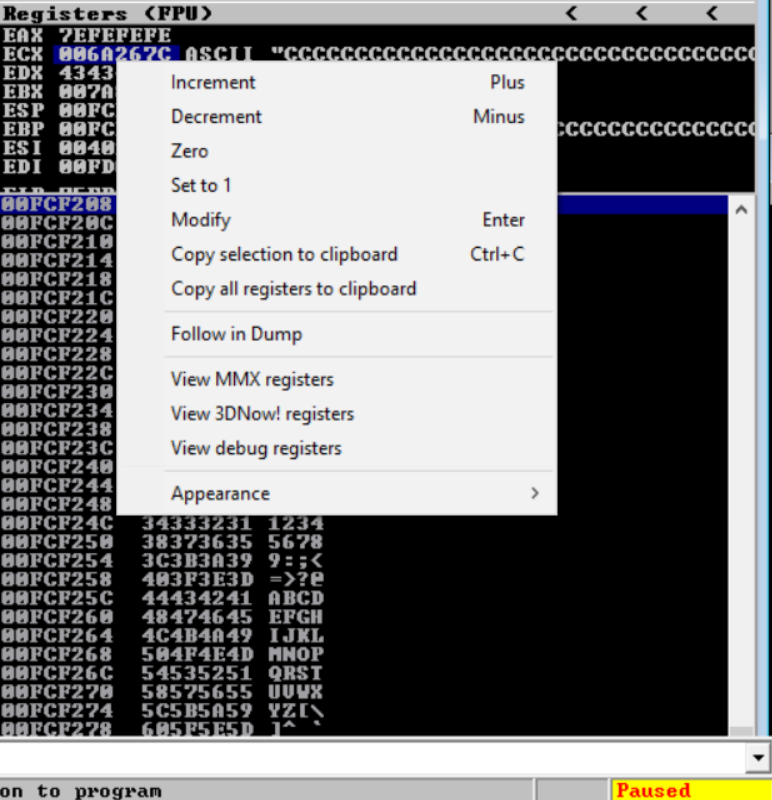 Registers (FPU) < < <
EAX 7EFEFEFE
ECX 006A267C ASCII "CCCCCCCCCCCCCCCCCCCCCCCCCCCCCCCCCC
EDX 4343
EBX 007A
ESP 00FC
EBP 00FC CCCCCCCCCCCCCCC
ESI 0040
EDI 00FD
Increment Plus
Decrement Minus
Zero
Set to 1
Modify Enter
Copy selection to clipboard Ctrl+C
Copy all registers to clipboard
Follow in Dump
View MMX registers
View 3DNow! registers
View debug registers
Appearance >
00FCF208
00FCF20C
00FCF210
00FCF214
00FCF218
00FCF21C
00FCF220
00FCF224
00FCF228
00FCF22C
00FCF230
00FCF234
00FCF238
00FCF23C
00FCF240
00FCF244
00FCF248
00FCF24C 34333231 1234
00FCF250 38373635 5678
00FCF254 3C3B3A39 9:;<
00FCF258 403F3E3D =>?@
00FCF25C 44434241 ABCD
00FCF260 48474645 EFGH
00FCF264 4C4B4A49 IJKL
00FCF268 504F4E4D MNOP
00FCF26C 54535251 QRST
00FCF270 58575655 UVWX
00FCF274 5C5B5A59 YZ[\
00FCF278 605F5E5D ]^_`
on to program Paused